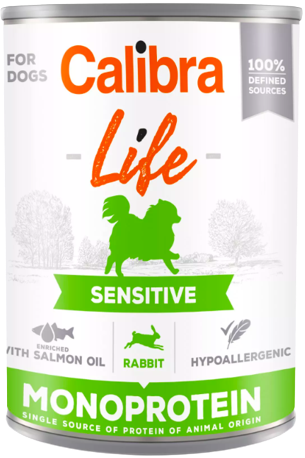 FOR
DOGS
Calibra
100%
DEFINED
SOURCES
Life
SENSITIVE
ENRICHED
WITH SALMON OIL
RABBIT
HYPOALLERGENIC
MONOPROTEIN
SINGLE SOURCE OF PROTEIN OF ANIMAL ORIGIN